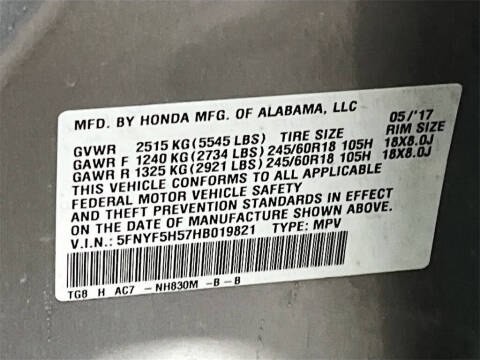 MFD. BY HONDA MFG. OF ALABAMA, LLC 05/'17
GVWR 2515 KG (5545 LBS) TIRE SIZE RIM SIZE
GAWR F 1240 KG (2734 LBS) 245/60R18 105H 18X8.0J
GAWR R 1325 KG (2921 LBS) 245/60R18 105H 18X8.0J
THIS VEHICLE CONFORMS TO ALL APPLICABLE
FEDERAL MOTOR VEHICLE SAFETY
AND THEFT PREVENTION STANDARDS IN EFFECT
ON THE DATE OF MANUFACTURE SHOWN ABOVE.
V.I.N.: 5FNYF5H57HB019821 TYPE: MPV
TG8 H AC7 - NH830M -B - B